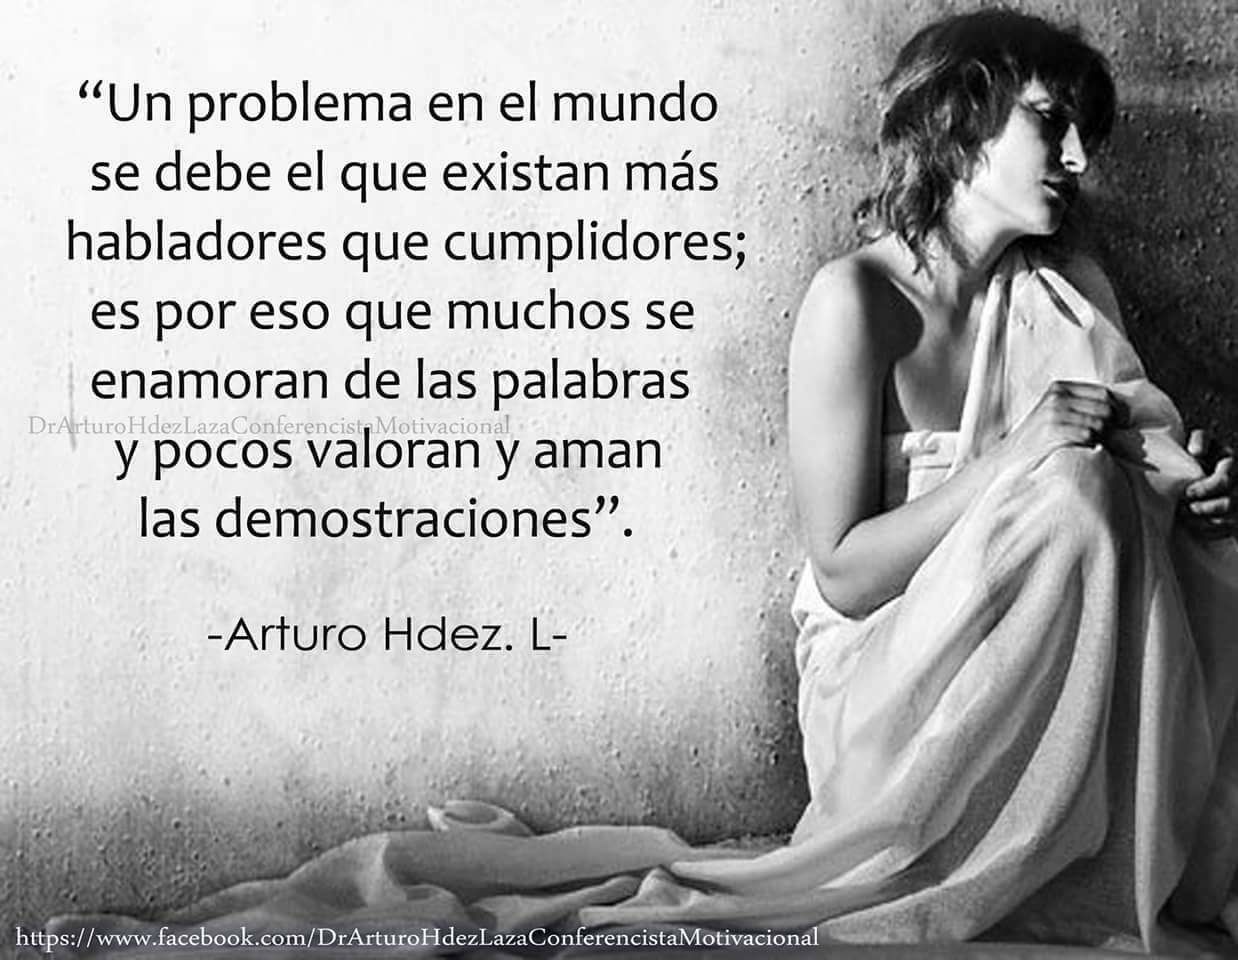 “Un problema en el mundo
se debe el que existan más
habladores que cumplidores;
es por eso que muchos se
enamoran de las palabras
DrArturoHdezLazaConferencistaMotivacional
y pocos valoran y aman
las demostraciones”.
-Arturo Hdez. L-
https://www.facebook.com/DrArturoHdezLazaConferencistaMotivacional